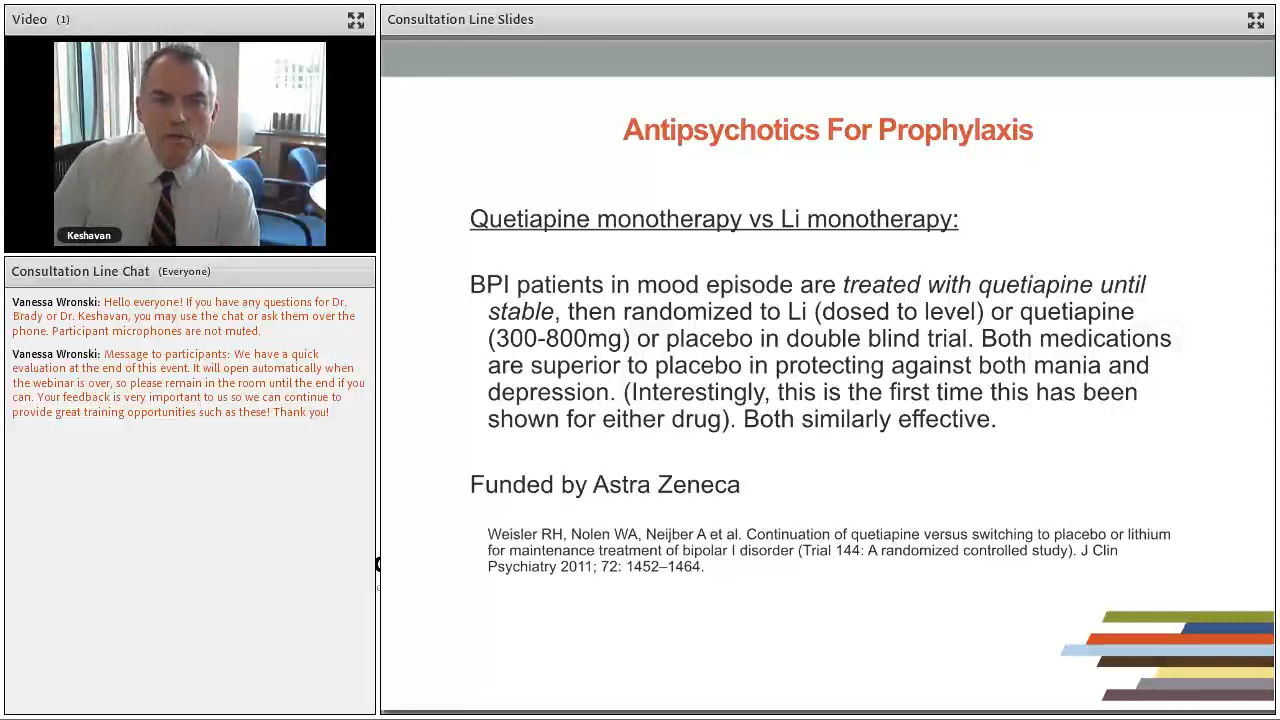 Video (1)
Keshavan
Consultation Line Chat (Everyone)
Vanessa Wronski: Hello everyone! If you have any questions for Dr.
Brady or Dr. Keshavan, you may use the chat or ask them over the
phone. Participant microphones are not muted.
Vanessa Wronski: Message to participants: We have a quick
evaluation at the end of this event. It will open automatically when
the webinar is over, so please remain in the room until the end if you
can. Your feedback is very important to us so we can continue to
provide great training opportunities such as these! Thank you!
Consultation Line Slides
Antipsychotics For Prophylaxis
Quetiapine monotherapy vs Li monotherapy:
BPI patients in mood episode are treated with quetiapine until
stable, then randomized to Li (dosed to level) or quetiapine
(300-800mg) or placebo in double blind trial. Both medications
are superior to placebo in protecting against both mania and
depression. (Interestingly, this is the first time this has been
shown for either drug). Both similarly effective.
Funded by Astra Zeneca
Weisler RH, Nolen WA, Neijber A et al. Continuation of quetiapine versus switching to placebo or lithium
for maintenance treatment of bipolar I disorder (Trial 144: A randomized controlled study). J Clin
Psychiatry 2011; 72: 1452–1464.